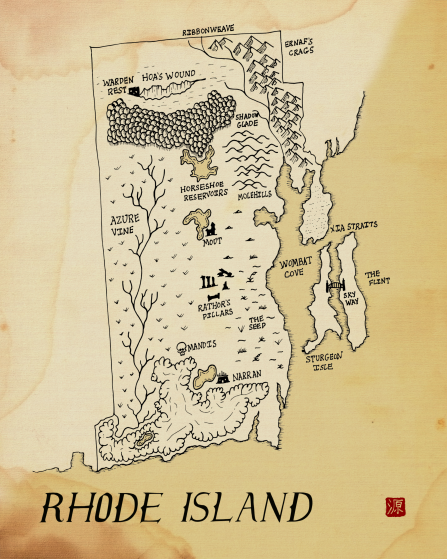 RIBBONWEAVE
ERNAF'S
CRAGS
WARDEN
REST
HOA'S WOUND
SHADOW
GLADE
HORSESHOE
RESERVOIRS
MOLEHILLS
AZURE
VINE
MOUT
VIA STRAITS
WOMBAT
COVE
THE
FLINT
SKY
WAY
RATHOR'S
PILLARS
THE
SEEP
MANDIS
STURGEON
ISLE
NARRAN
RHODE ISLAND
源